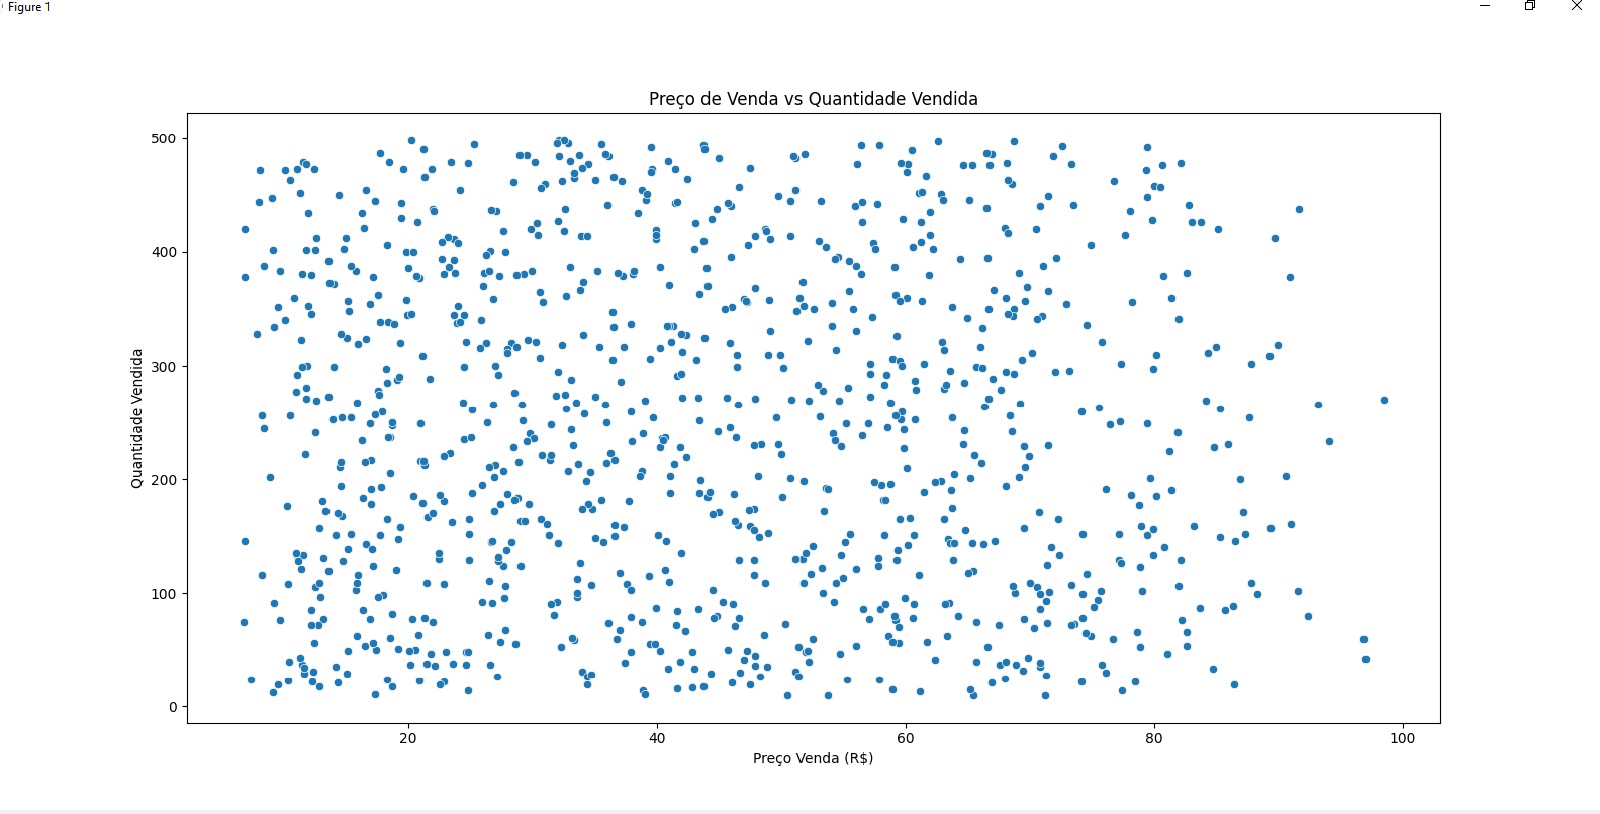 Figure 1
Preço de Venda vs Quantidade Vendida
500
400
300
200
100
0
Quantidade Vendida
20 40 60 80 100
Preço Venda (R$)